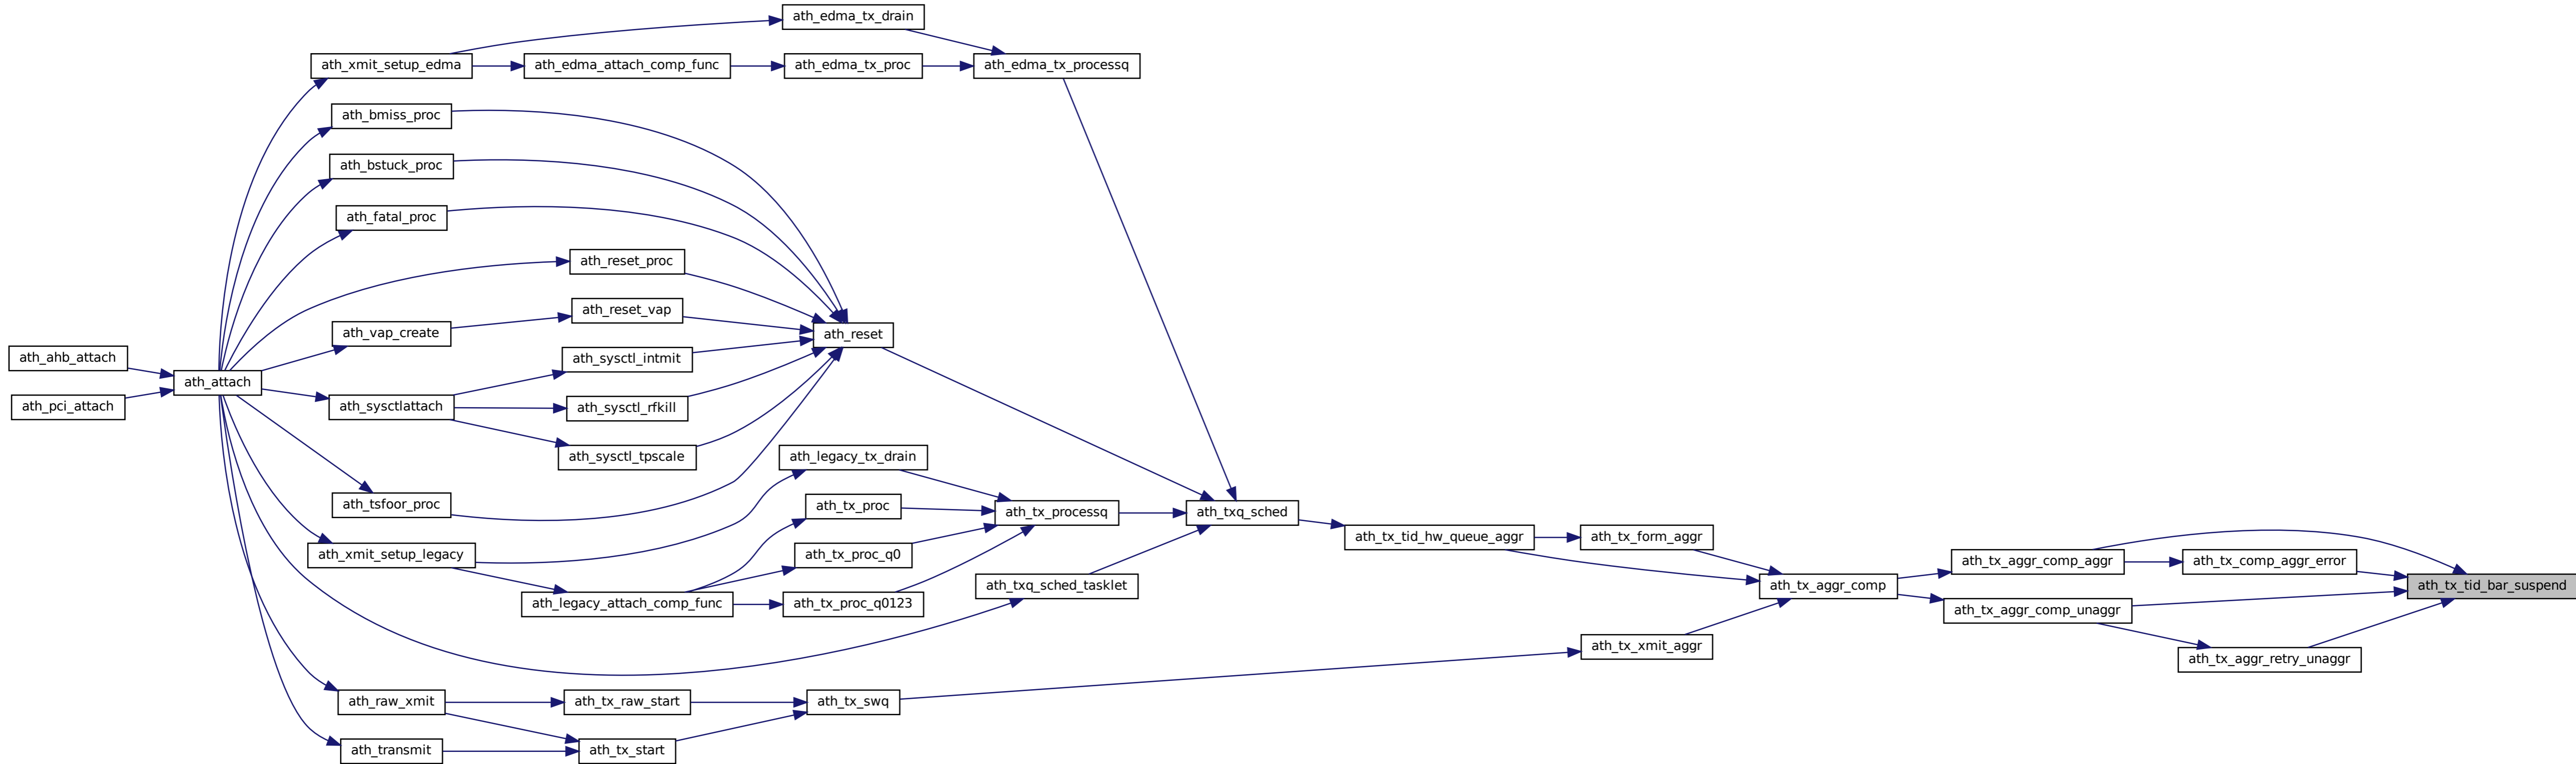 ath_edma_tx_drain
ath_xmit_setup_edma
ath_edma_attach_comp_func
ath_edma_tx_proc
ath_edma_tx_processq
ath_bmiss_proc
ath_bstuck_proc
ath_fatal_proc
ath_reset_proc
ath_reset_vap
ath_vap_create
ath_reset
ath_ahb_attach
ath_sysctl_intmit
ath_attach
ath_pci_attach
ath_sysctlattach
ath_sysctl_rfkill
ath_sysctl_tpscale
ath_legacy_tx_drain
ath_tsfoor_proc
ath_tx_proc
ath_tx_processq
ath_txq_sched
ath_tx_tid_hw_queue_aggr
ath_tx_form_aggr
ath_xmit_setup_legacy
ath_tx_proc_q0
ath_tx_aggr_comp_aggr
ath_tx_comp_aggr_error
ath_txq_sched_tasklet
ath_tx_aggr_comp
ath_tx_tid_bar_suspend
ath_legacy_attach_comp_func
ath_tx_proc_q0123
ath_tx_aggr_comp_unaggr
ath_tx_xmit_aggr
ath_tx_aggr_retry_unaggr
ath_raw_xmit
ath_tx_raw_start
ath_tx_swq
ath_transmit
ath_tx_start